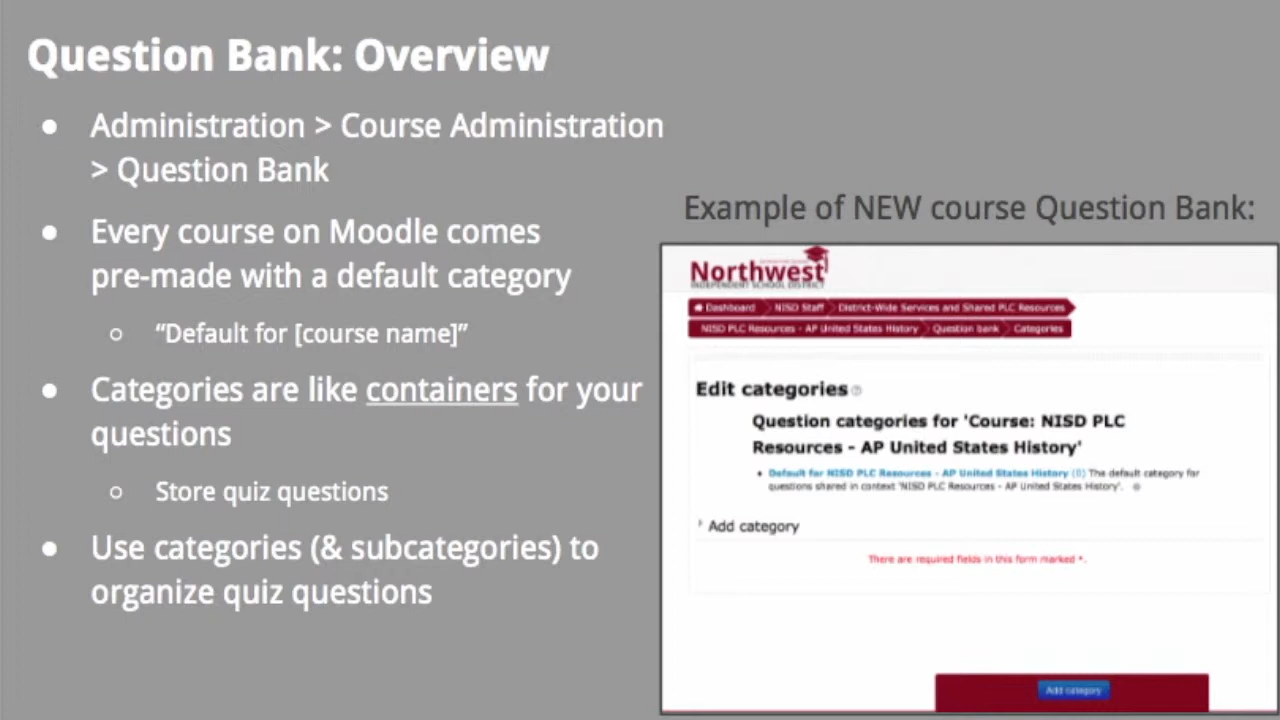 Question Bank: Overview
● Administration > Course Administration
> Question Bank
● Every course on Moodle comes
pre-made with a default category
○ “Default for [course name]”
● Categories are like containers for your
questions
○ Store quiz questions
● Use categories (& subcategories) to
organize quiz questions
Example of NEW course Question Bank:
Northwest
INDEPENDENT SCHOOL DISTRICT
Dashboard NISD Staff District-Wide Services and Shared PLC Resources
NISD PLC Resources - AP United States History Question bank Categories
Edit categories
Question categories for 'Course: NISD PLC
Resources - AP United States History'
• Default for NISD PLC Resources - AP United States History (0) The default category for
questions shared in context 'NISD PLC Resources - AP United States History'.
Add category
There are required fields in this form marked *.
Add category